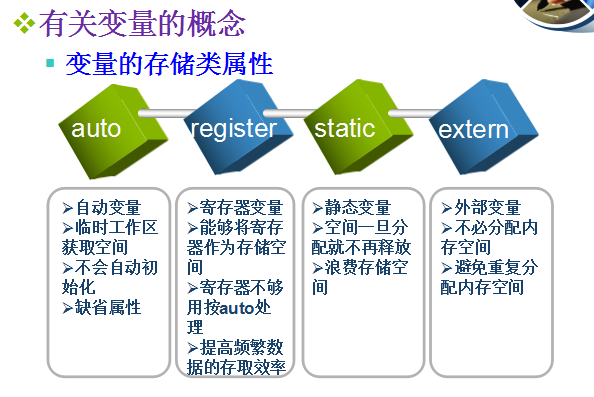 ❖有关变量的概念
▪ 变量的存储类属性
auto register static extern
➢自动变量
➢临时工作区
获取空间
➢不会自动初
始化
➢缺省属性
➢寄存器变量
➢能够将寄存
器作为存储空
间
➢寄存器不够
用按auto处
理
➢提高频繁数
据的存取效率
➢静态变量
➢空间一旦分
配就不再释放
➢浪费存储空
间
➢外部变量
➢不必分配内
存空间
➢避免重复分
配内存空间